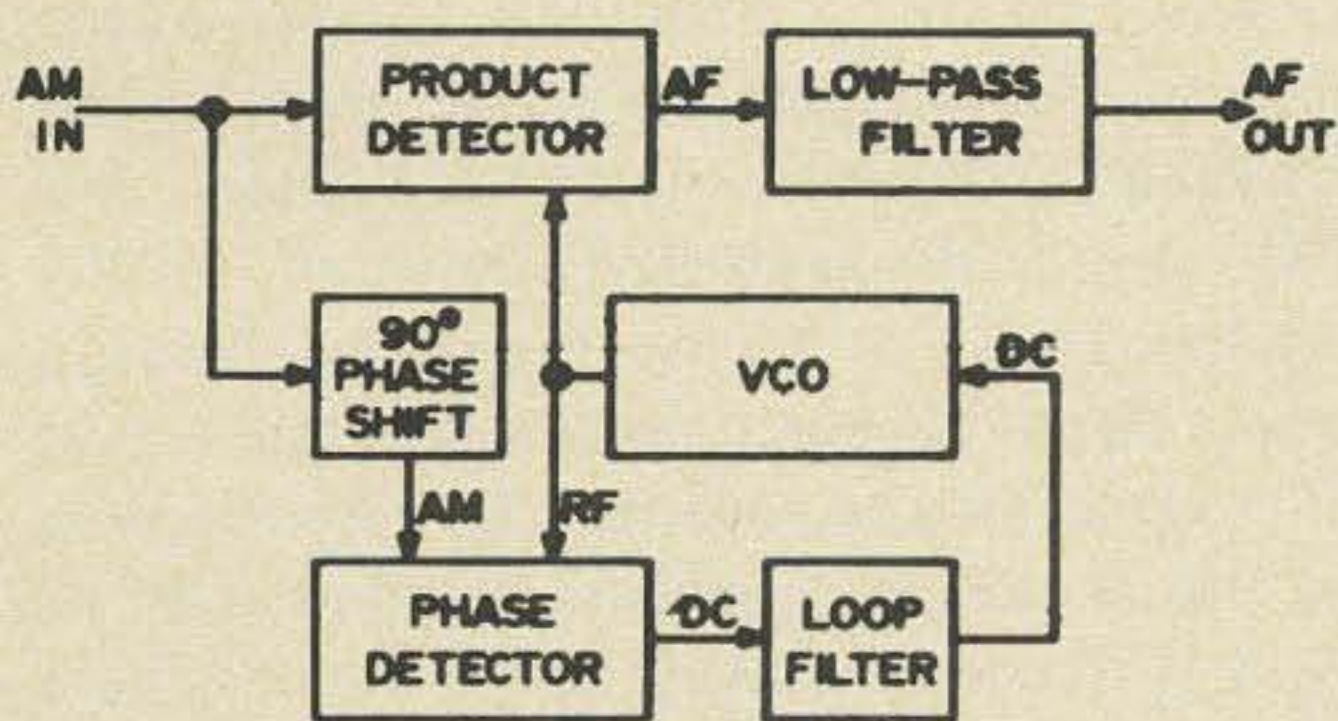 AM
IN
PRODUCT
DETECTOR
AF
LOW-PASS
FILTER
AF
OUT
90°
PHASE
SHIFT
VCO
DC
AM
RF
PHASE
DETECTOR
DC
LOOP
FILTER